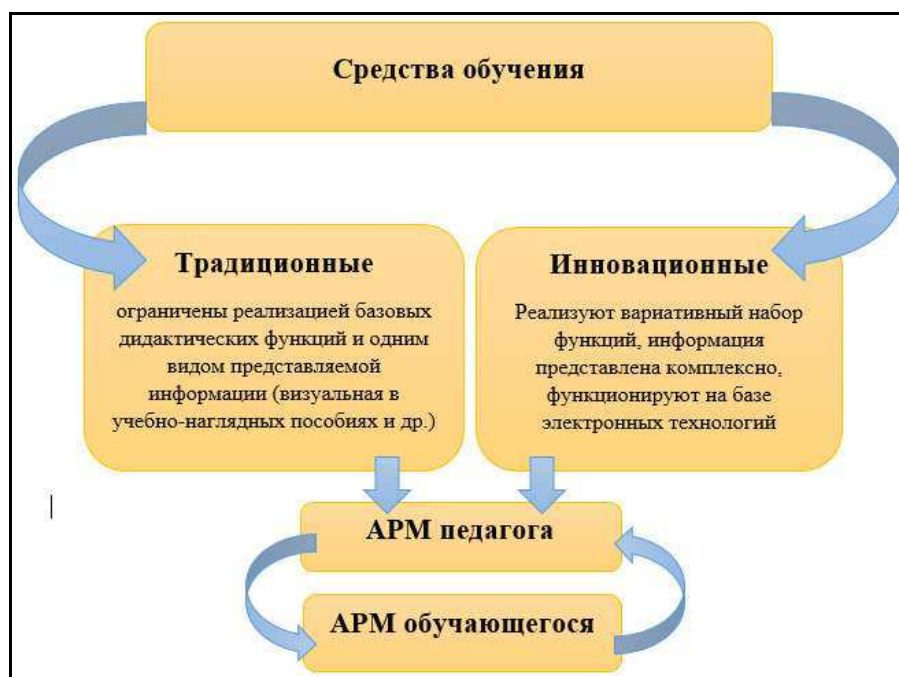 Средства обучения
Традиционные
ограничены реализацией базовых
дидактических функций и одним
видом представляемой
информации (визуальная в
учебно-наглядных пособиях и др.)
Инновационные
Реализуют вариативный набор
функций, информация
представлена комплексно,
функционируют на базе
электронных технологий
АРМ педагога
АРМ обучающегося